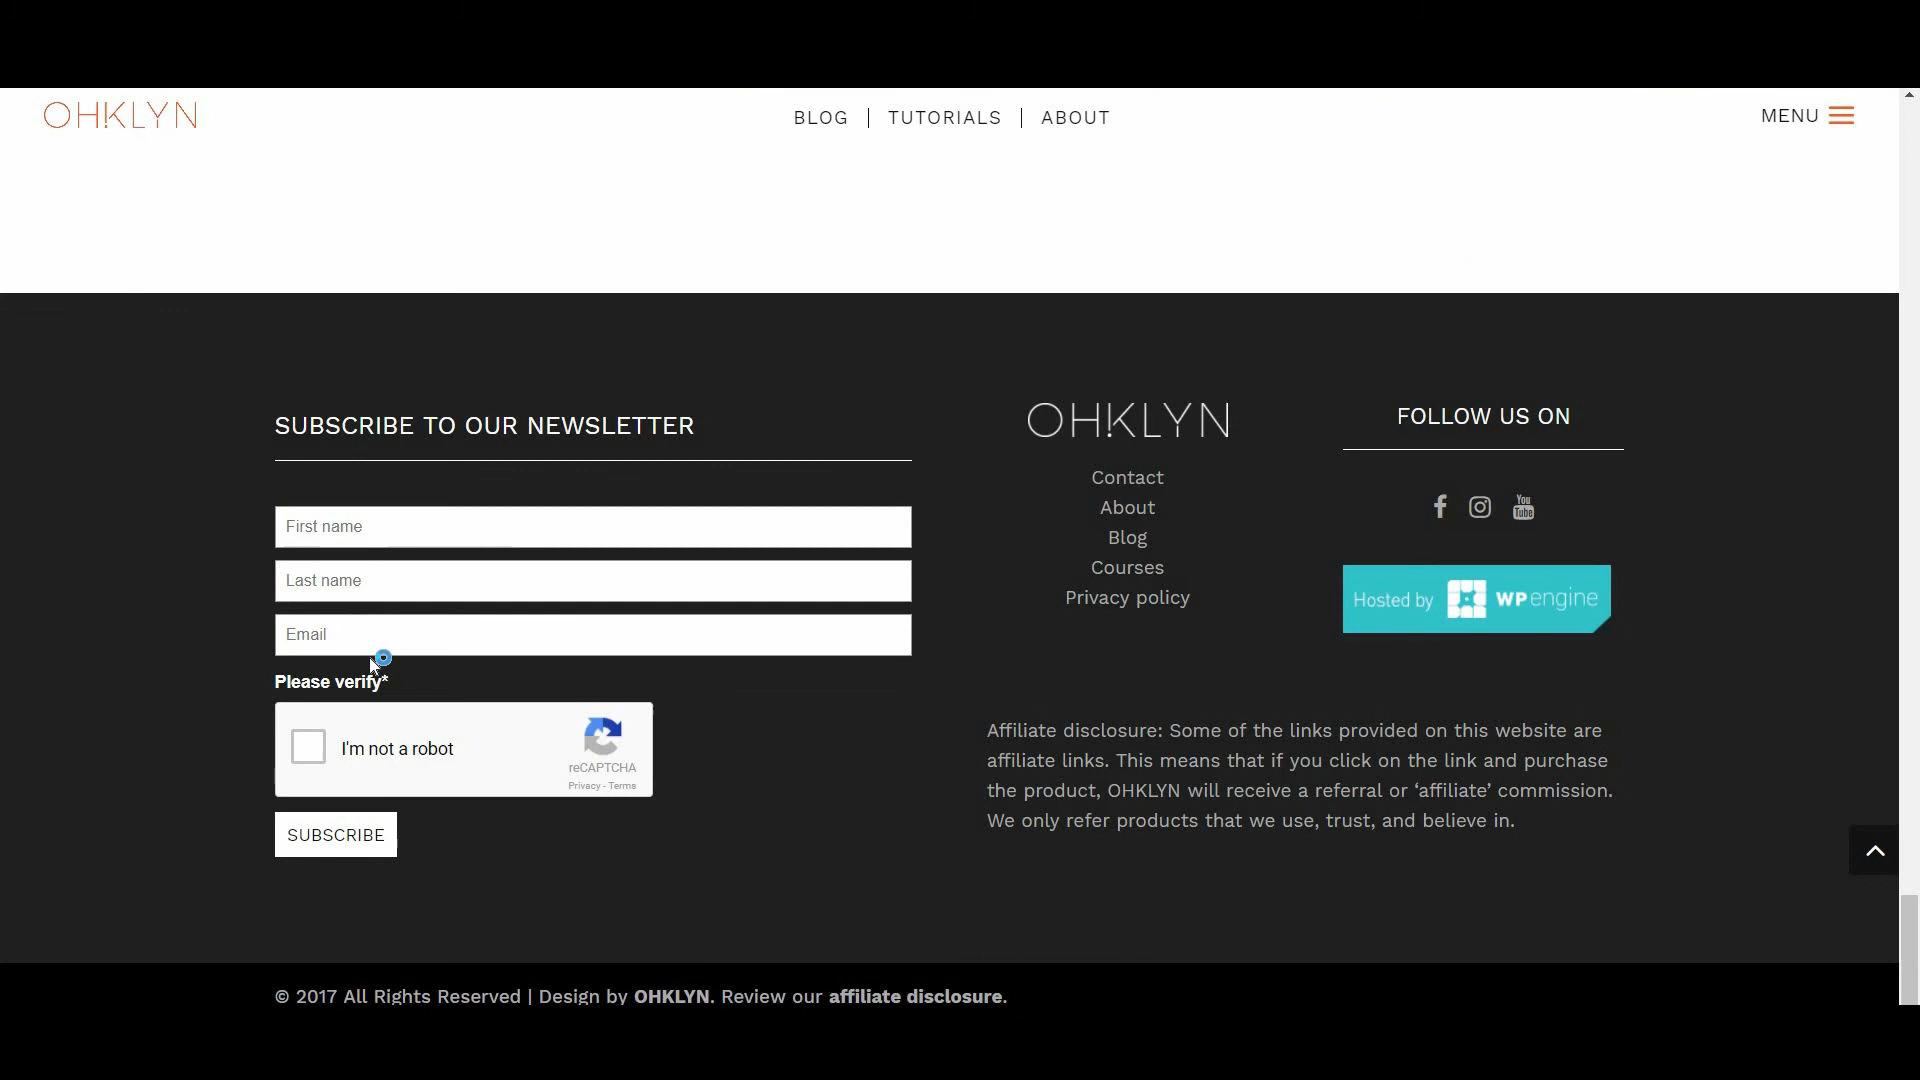 OHKLYN
BLOG | TUTORIALS | ABOUT
MENU
SUBSCRIBE TO OUR NEWSLETTER
First name
Last name
Email
Please verify*
I'm not a robot
reCAPTCHA
Privacy - Terms
SUBSCRIBE
OHKLYN
Contact
About
Blog
Courses
Privacy policy
FOLLOW US ON
You
Tube
Hosted by WP engine
Affiliate disclosure: Some of the links provided on this website are
affiliate links. This means that if you click on the link and purchase
the product, OHKLYN will receive a referral or ‘affiliate’ commission.
We only refer products that we use, trust, and believe in.
© 2017 All Rights Reserved | Design by OHKLYN. Review our affiliate disclosure.